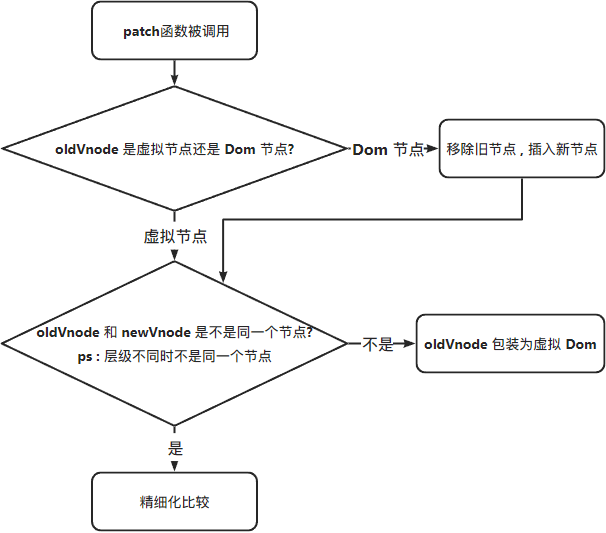 patch函数被调用
oldVnode 是虚拟节点还是 Dom 节点?
Dom 节点
移除旧节点 , 插入新节点
虚拟节点
oldVnode 和 newVnode 是不是同一个节点?
ps : 层级不同时不是同一个节点
不是
oldVnode 包装为虚拟 Dom
是
精细化比较